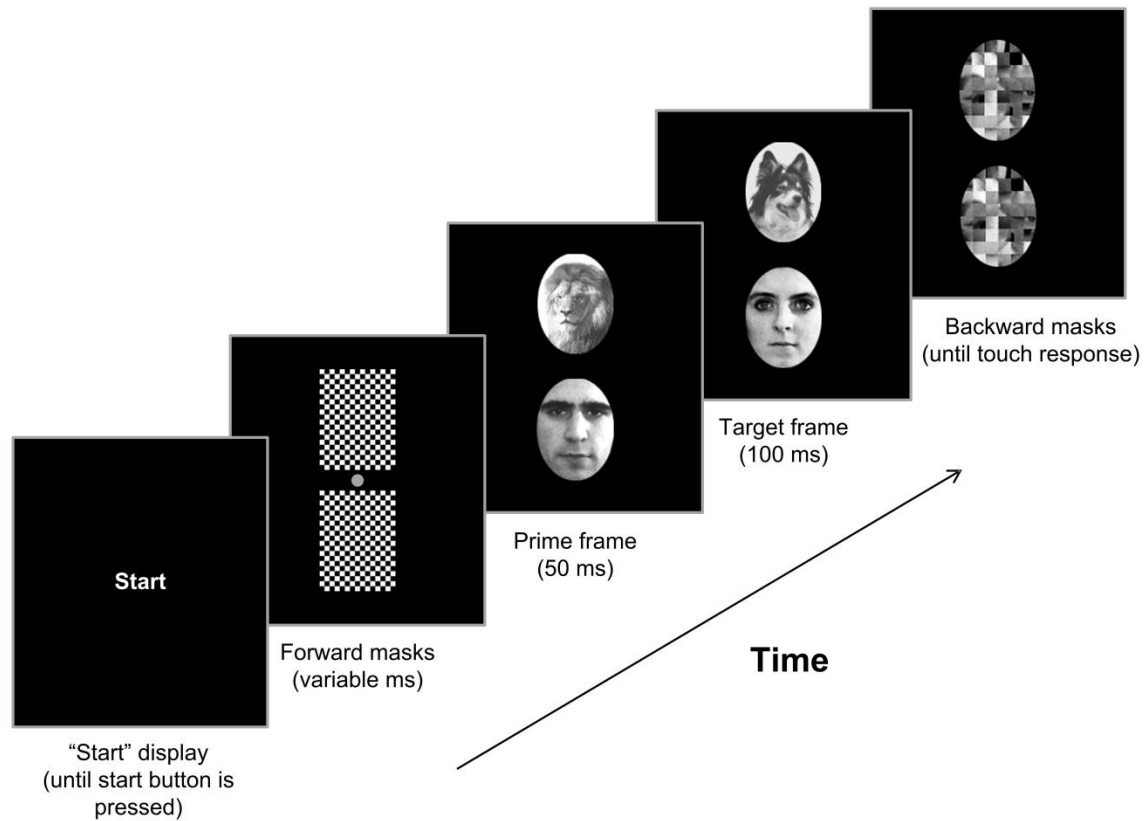 Start
“Start” display
(until start button is
pressed)
Forward masks
(variable ms)
Prime frame
(50 ms)
Target frame
(100 ms)
Backward masks
(until touch response)
Time